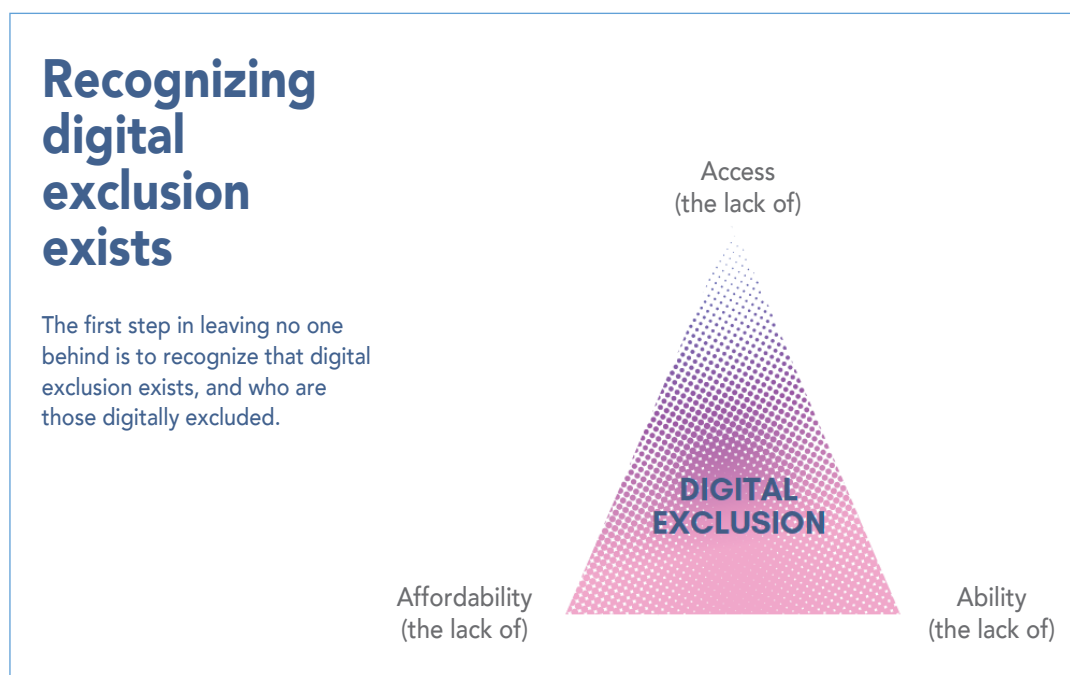 Recognizing
digital
exclusion
exists
The first step in leaving no one
behind is to recognize that digital
exclusion exists, and who are
those digitally excluded.
Access
(the lack of)
DIGITAL
EXCLUSION
Affordability
(the lack of)
Ability
(the lack of)